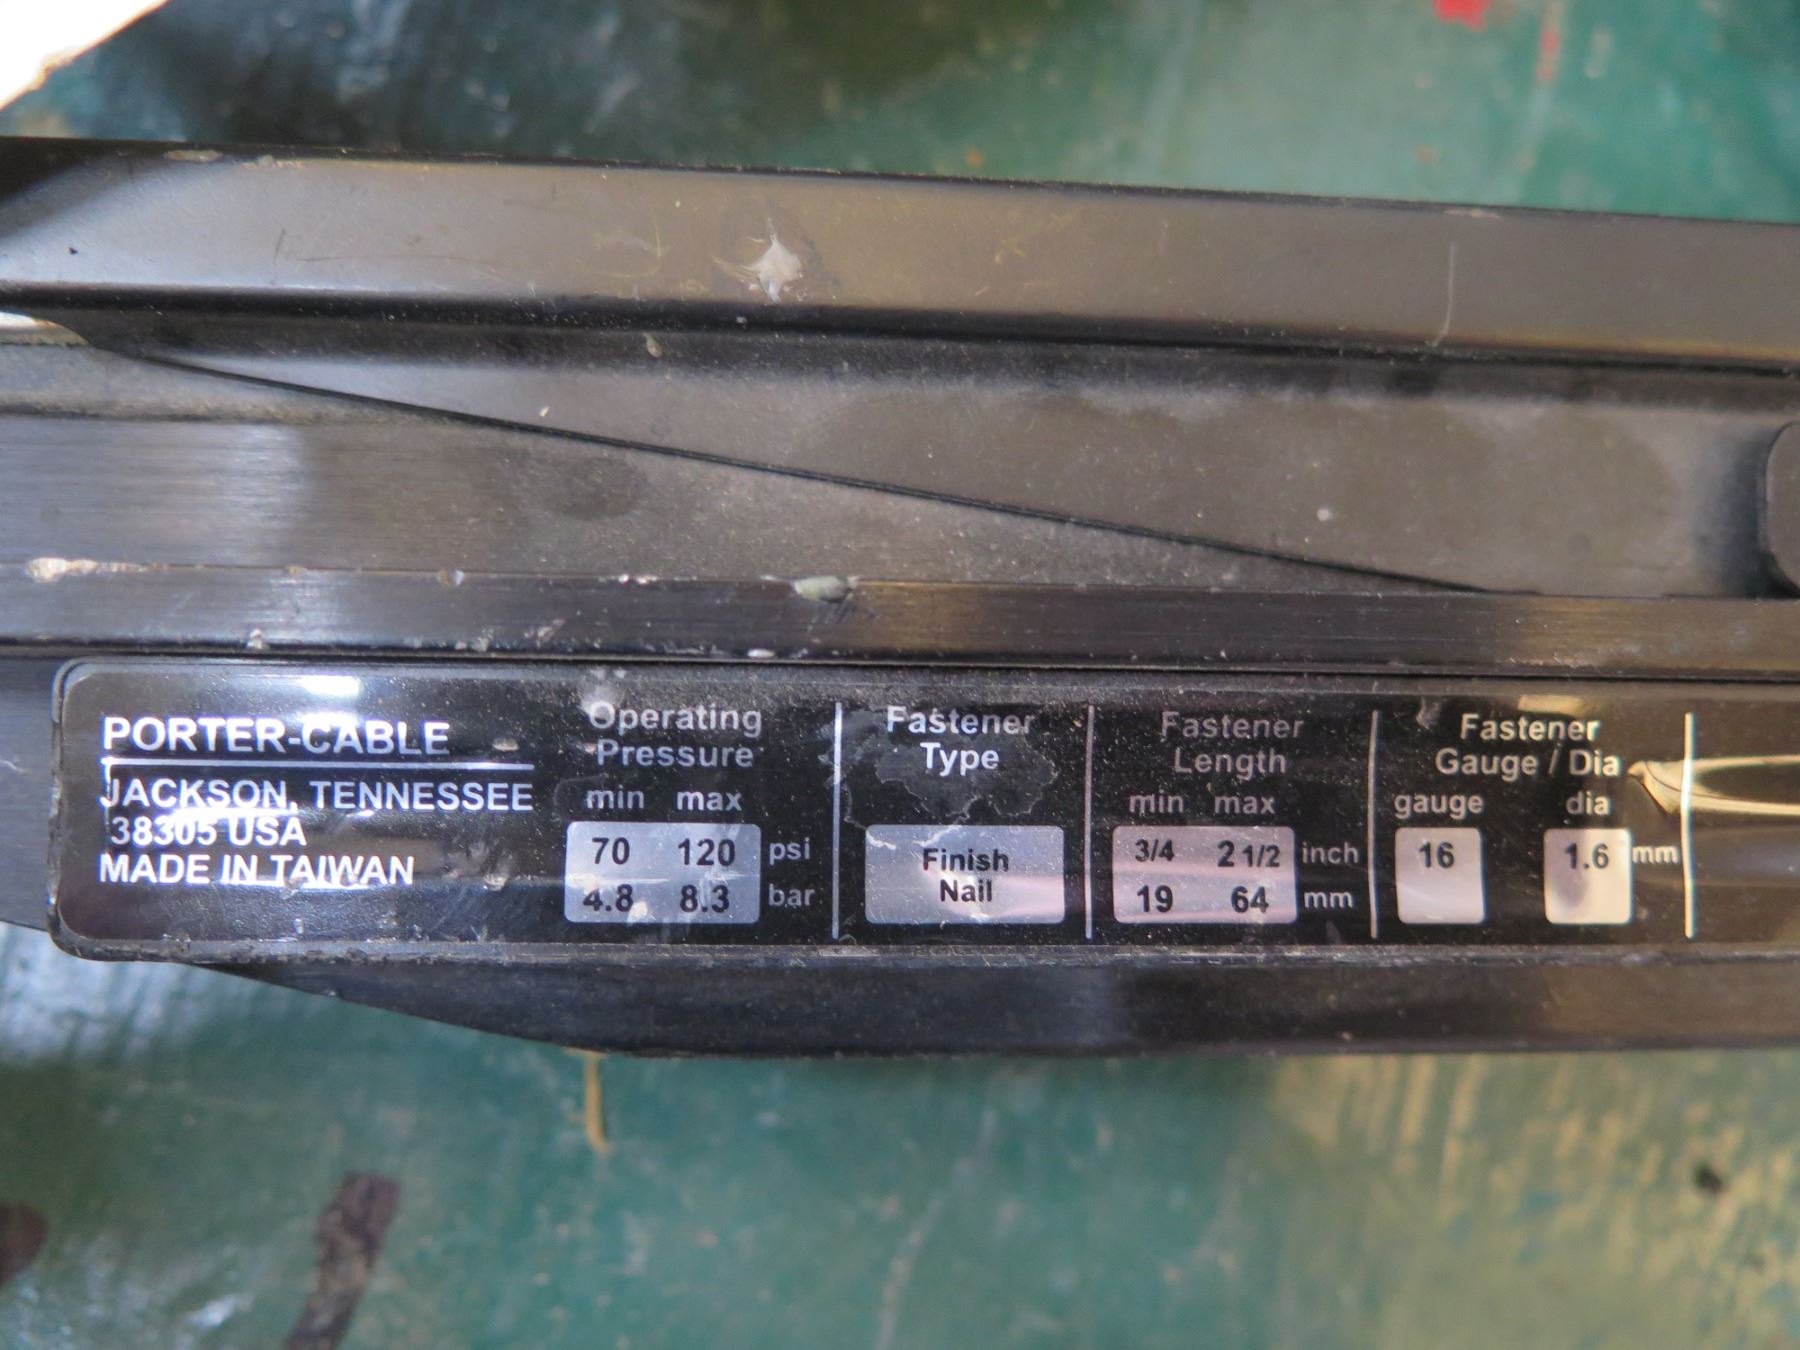 PORTER-CABLE
JACKSON, TENNESSEE
38305 USA
MADE IN TAIWAN
Operating
Pressure
min max
70 120 psi
4.8 8.3 bar
Fastener
Type
Finish
Nail
Fastener
Length
min max
3/4 2 1/2 inch
19 64 mm
Fastener
Gauge / Dia
gauge dia
16 1.6 mm